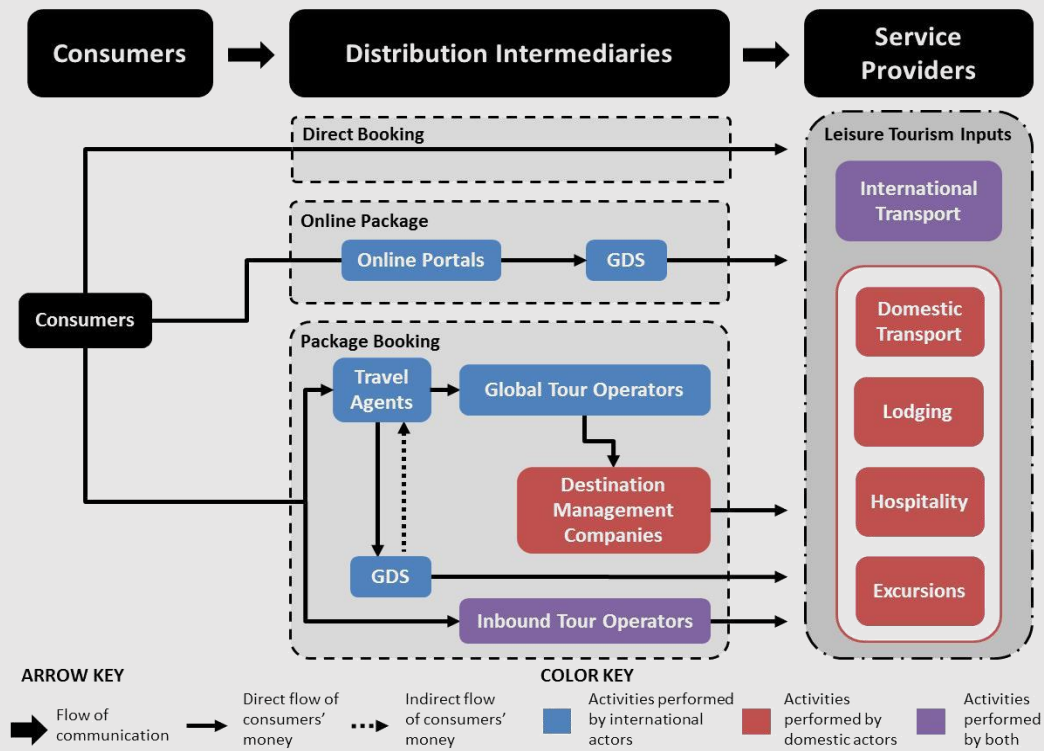 Consumers
Distribution Intermediaries
Service
Providers
Direct Booking
Leisure Tourism Inputs
International
Transport
Online Package
Online Portals
GDS
Domestic
Transport
Consumers
Package Booking
Travel
Agents
Global Tour Operators
Lodging
Destination
Management
Companies
Hospitality
GDS
Excursions
Inbound Tour Operators
ARROW KEY
Flow of
communication
Direct flow of
consumers’
money
Indirect flow
of consumers’
money
COLOR KEY
Activities performed
by international
actors
Activities
performed by
domestic actors
Activities
performed
by both